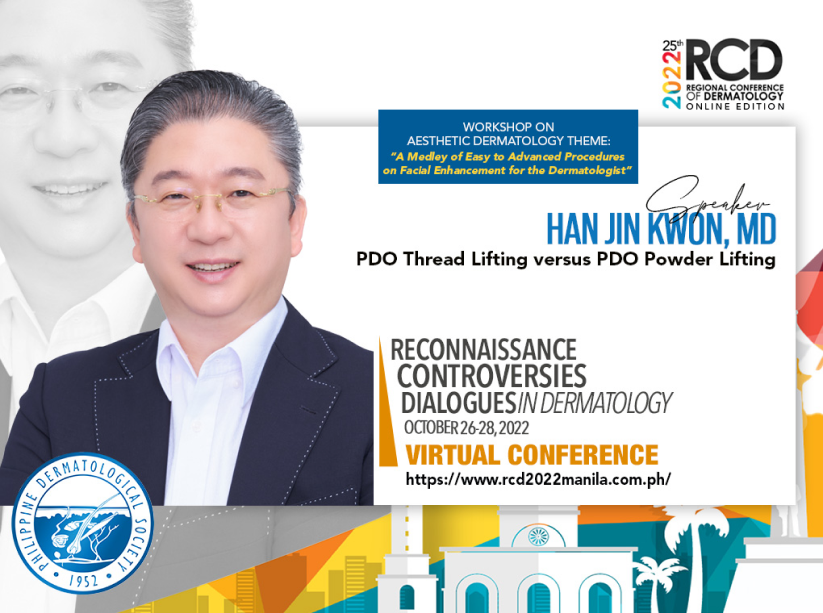 25th
2022
RCD
REGIONAL CONFERENCE
OF DERMATOLOGY
ONLINE EDITION
WORKSHOP ON
AESTHETIC DERMATOLOGY THEME:
"A Medley of Easy to Advanced Procedures
on Facial Enhancement for the Dermatologist"
Speaker
HAN JIN KWON, MD
PDO Thread Lifting versus PDO Powder Lifting
RECONNAISSANCE
CONTROVERSIES
DIALOGUES IN DERMATOLOGY
OCTOBER 26-28, 2022
VIRTUAL CONFERENCE
https://www.rcd2022manila.com.ph/
PHILIPPINE DERMATOLOGICAL SOCIETY
• 1952 •